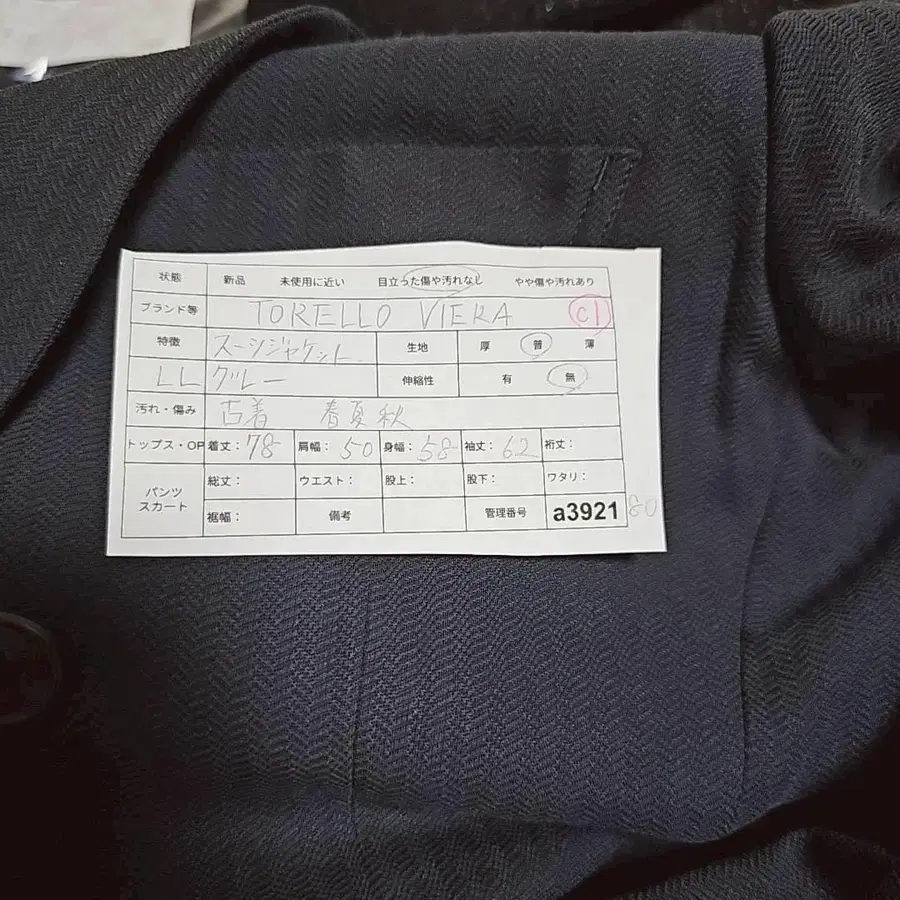 状態 新品 未使用に近い 目立った傷や汚れなし やや傷や汚れあり
ブランド等 TORELLO VIERA C1
特徴 スーツジャケット 生地 厚 普 薄
LL グレー 伸縮性 有 無
汚れ・傷み 古着 春夏秋
トップス・OP 着丈：78 肩幅：50 身幅：58 袖丈：62 裄丈：
パンツ スカート 総丈： ウエスト： 股上： 股下： ワタリ：
裾幅： 備考 管理番号 a3921 80